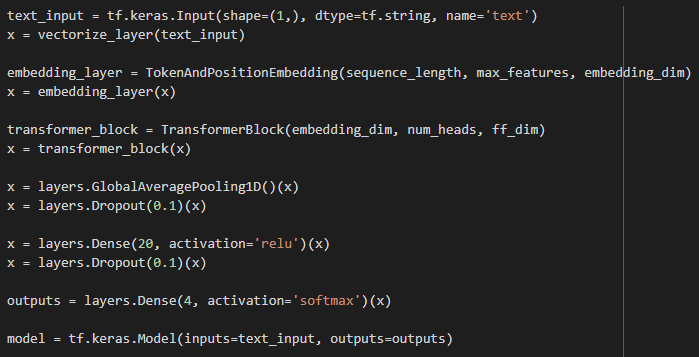 text_input = tf.keras.Input(shape=(1,), dtype=tf.string, name='text')
x = vectorize_layer(text_input)
embedding_layer = TokenAndPositionEmbedding(sequence_length, max_features, embedding_dim)
x = embedding_layer(x)
transformer_block = TransformerBlock(embedding_dim, num_heads, ff_dim)
x = transformer_block(x)
x = layers.GlobalAveragePooling1D()(x)
x = layers.Dropout(0.1)(x)
x = layers.Dense(20, activation='relu')(x)
x = layers.Dropout(0.1)(x)
outputs = layers.Dense(4, activation='softmax')(x)
model = tf.keras.Model(inputs=text_input, outputs=outputs)